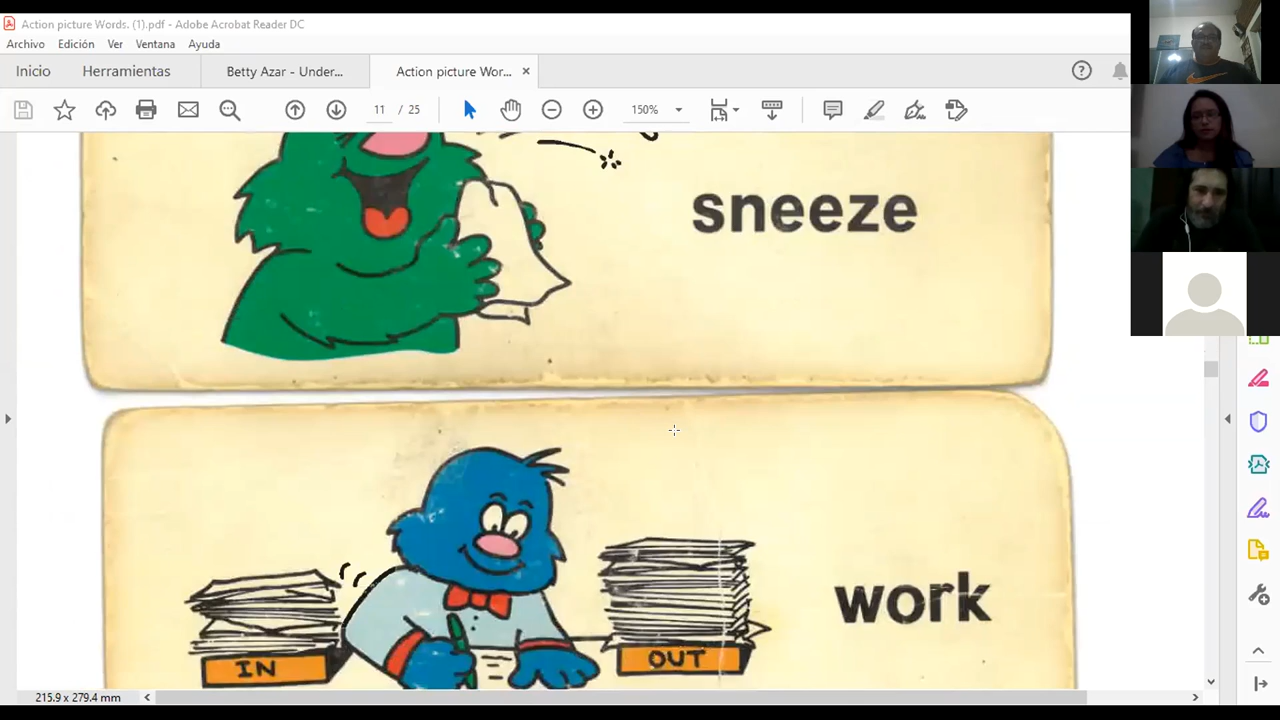 Action picture Words. (1).pdf - Adobe Acrobat Reader DC
Archivo Edición Ver Ventana Ayuda
Inicio Herramientas Betty Azar - Under... Action picture Wor... ×
11 / 25 150%
sneeze
work
IN
OUT
215.9 x 279.4 mm